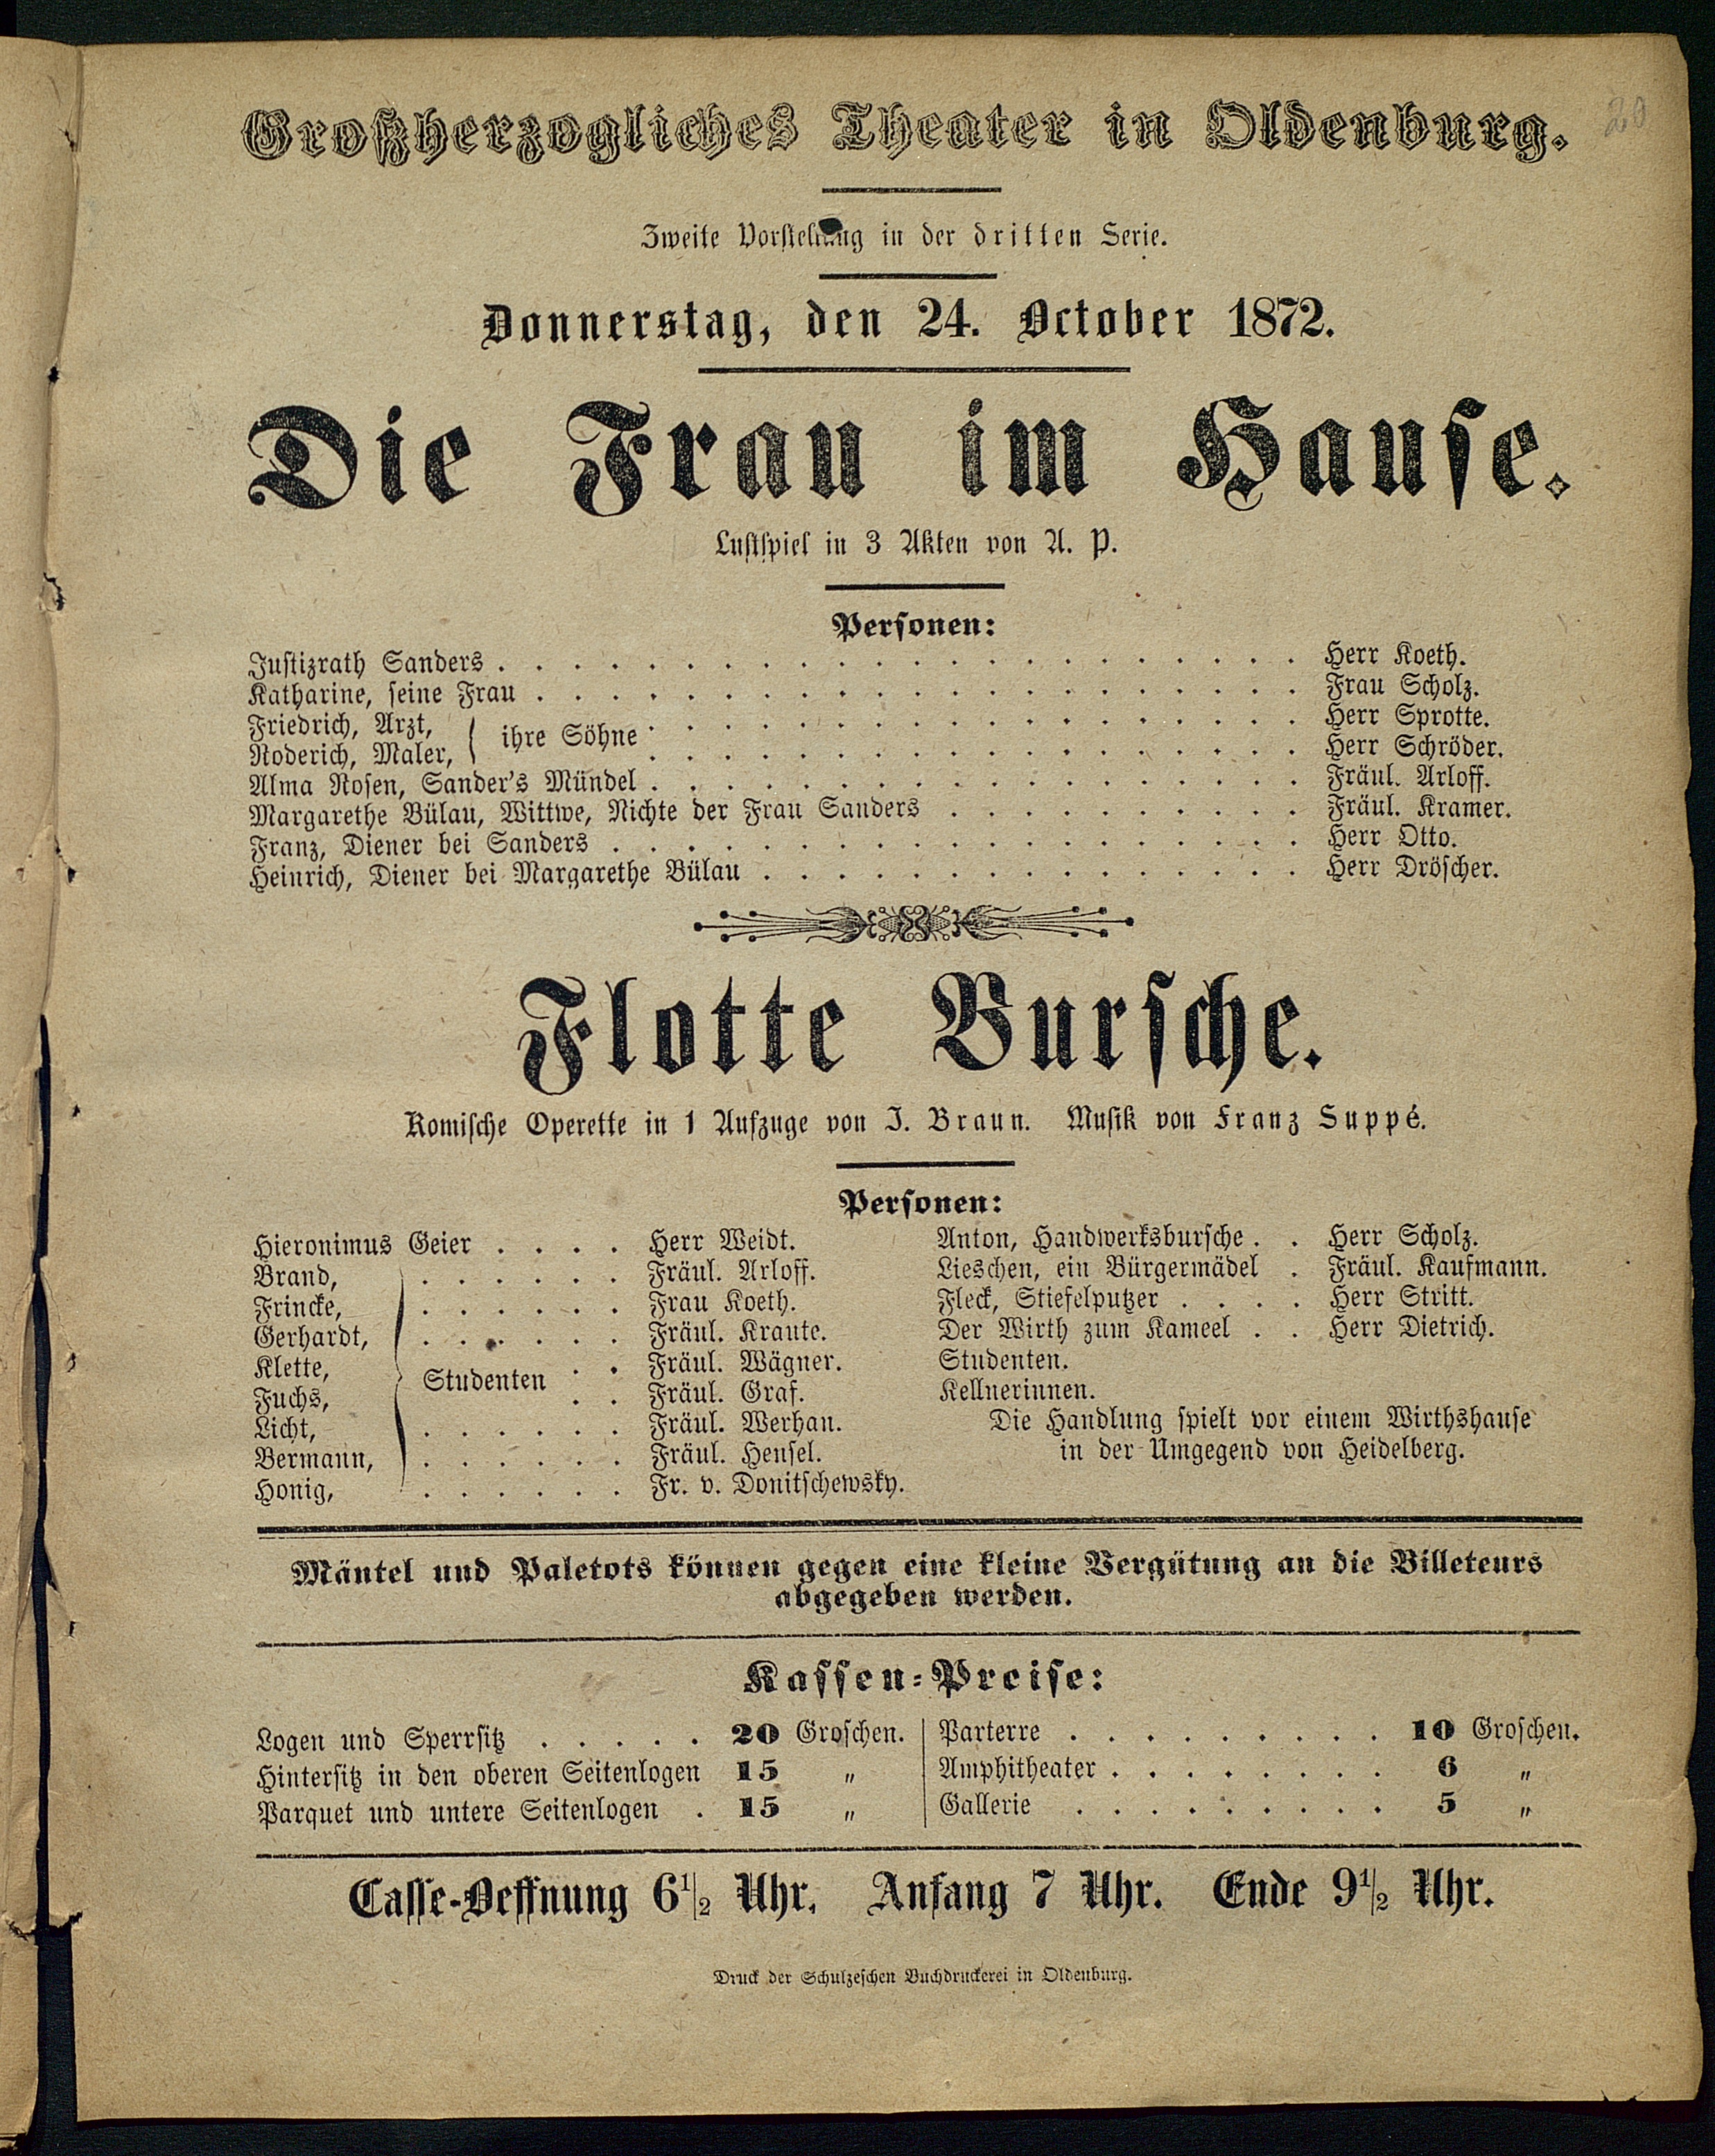 20
Großherzogliches Theater in Oldenburg.
Zweite Vorstellung in der dritten Serie.
Donnerstag, den 24. October 1872.
Die Frau im Hause.
Lustspiel in 3 Akten von A. P.
Personen:
Justizrath Sanders . . . . . . . . . . Herr Koeth.
Katharine, seine Frau . . . . . . . . . . Frau Scholz.
Friedrich, Arzt, } ihre Söhne . . . . . . . . . . Herr Sprotte.
Roderich, Maler, . . . . . . . . . . Herr Schröder.
Alma Rosen, Sander's Mündel . . . . . . . . . . Fräul. Arloff.
Margarethe Bülau, Wittwe, Nichte der Frau Sanders . . . . . . . . . . Fräul. Kramer.
Franz, Diener bei Sanders . . . . . . . . . . Herr Otto.
Heinrich, Diener bei Margarethe Bülau . . . . . . . . . . Herr Dröscher.
Flotte Bursche.
Komische Operette in 1 Aufzuge von J. Braun. Musik von Franz Suppé.
Personen:
Hieronimus Geier . . . . Herr Weidt.
Brand, . . . . . . Fräul. Arloff.
Frincke, . . . . . . Frau Koeth.
Gerhardt, . . . . . . Fräul. Kraute.
Klette, . . Fräul. Wägner.
Studenten
Fuchs, . . Fräul. Graf.
Licht, . . . . . . Fräul. Werhan.
Bermann, . . . . . . Fräul. Hensel.
Honig, . . . . . . Fr. v. Donitschewsky.
Anton, Handwerksbursche . . Herr Scholz.
Lieschen, ein Bürgermädel . Fräul. Kaufmann.
Fleck, Stiefelputzer . . . . Herr Stritt.
Der Wirth zum Kameel . . Herr Dietrich.
Studenten.
Kellnerinnen.
Die Handlung spielt vor einem Wirthshause
in der Umgegend von Heidelberg.
Mäntel und Paletots können gegen eine kleine Vergütung an die Billeteurs
abgegeben werden.
Kassen-Preise:
Logen und Sperrsitz . . . . . 20 Groschen.
Hintersitz in den oberen Seitenlogen 15 "
Parquet und untere Seitenlogen . 15 "
Parterre . . . . . . . . . 10 Groschen.
Amphitheater . . . . . . . . 6 "
Gallerie . . . . . . . . . 5 "
Casse-Oeffnung 6 1/2 Uhr. Anfang 7 Uhr. Ende 9 1/2 Uhr.
Druck der Schulzeschen Buchdruckerei in Oldenburg.